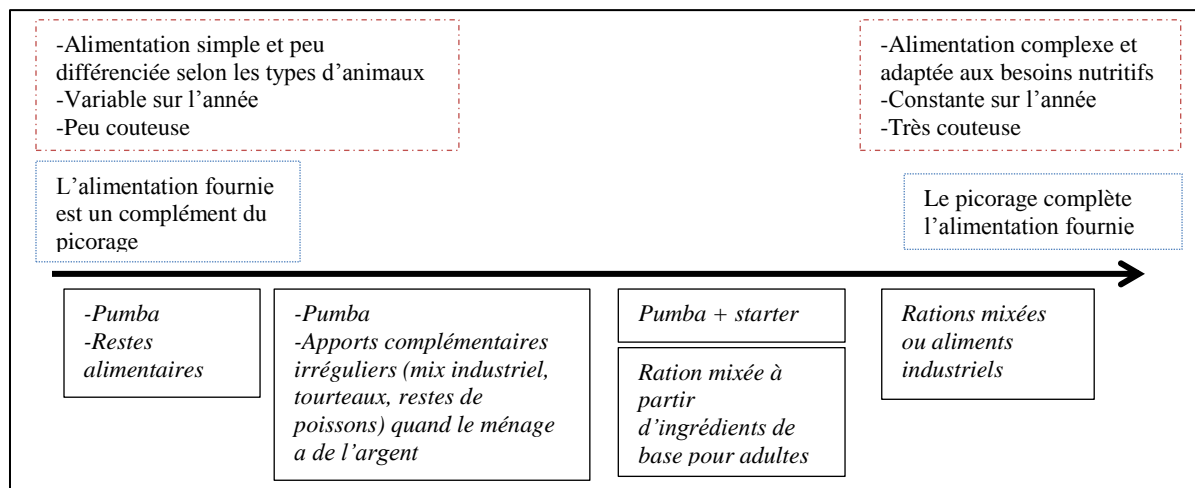 -Alimentation simple et peu
différenciée selon les types d'animaux
-Variable sur l'année
-Peu couteuse
-Alimentation complexe et
adaptée aux besoins nutritifs
-Constante sur l'année
-Très couteuse
L'alimentation fournie
est un complément du
picorage
Le picorage complète
l'alimentation fournie
-Pumba
-Restes
alimentaires
-Pumba
-Apports complémentaires
irréguliers (mix industriel,
tourteaux, restes de
poissons) quand le ménage
a de l'argent
Pumba + starter
Ration mixée à
partir
d'ingrédients de
base pour adultes
Rations mixées
ou aliments
industriels